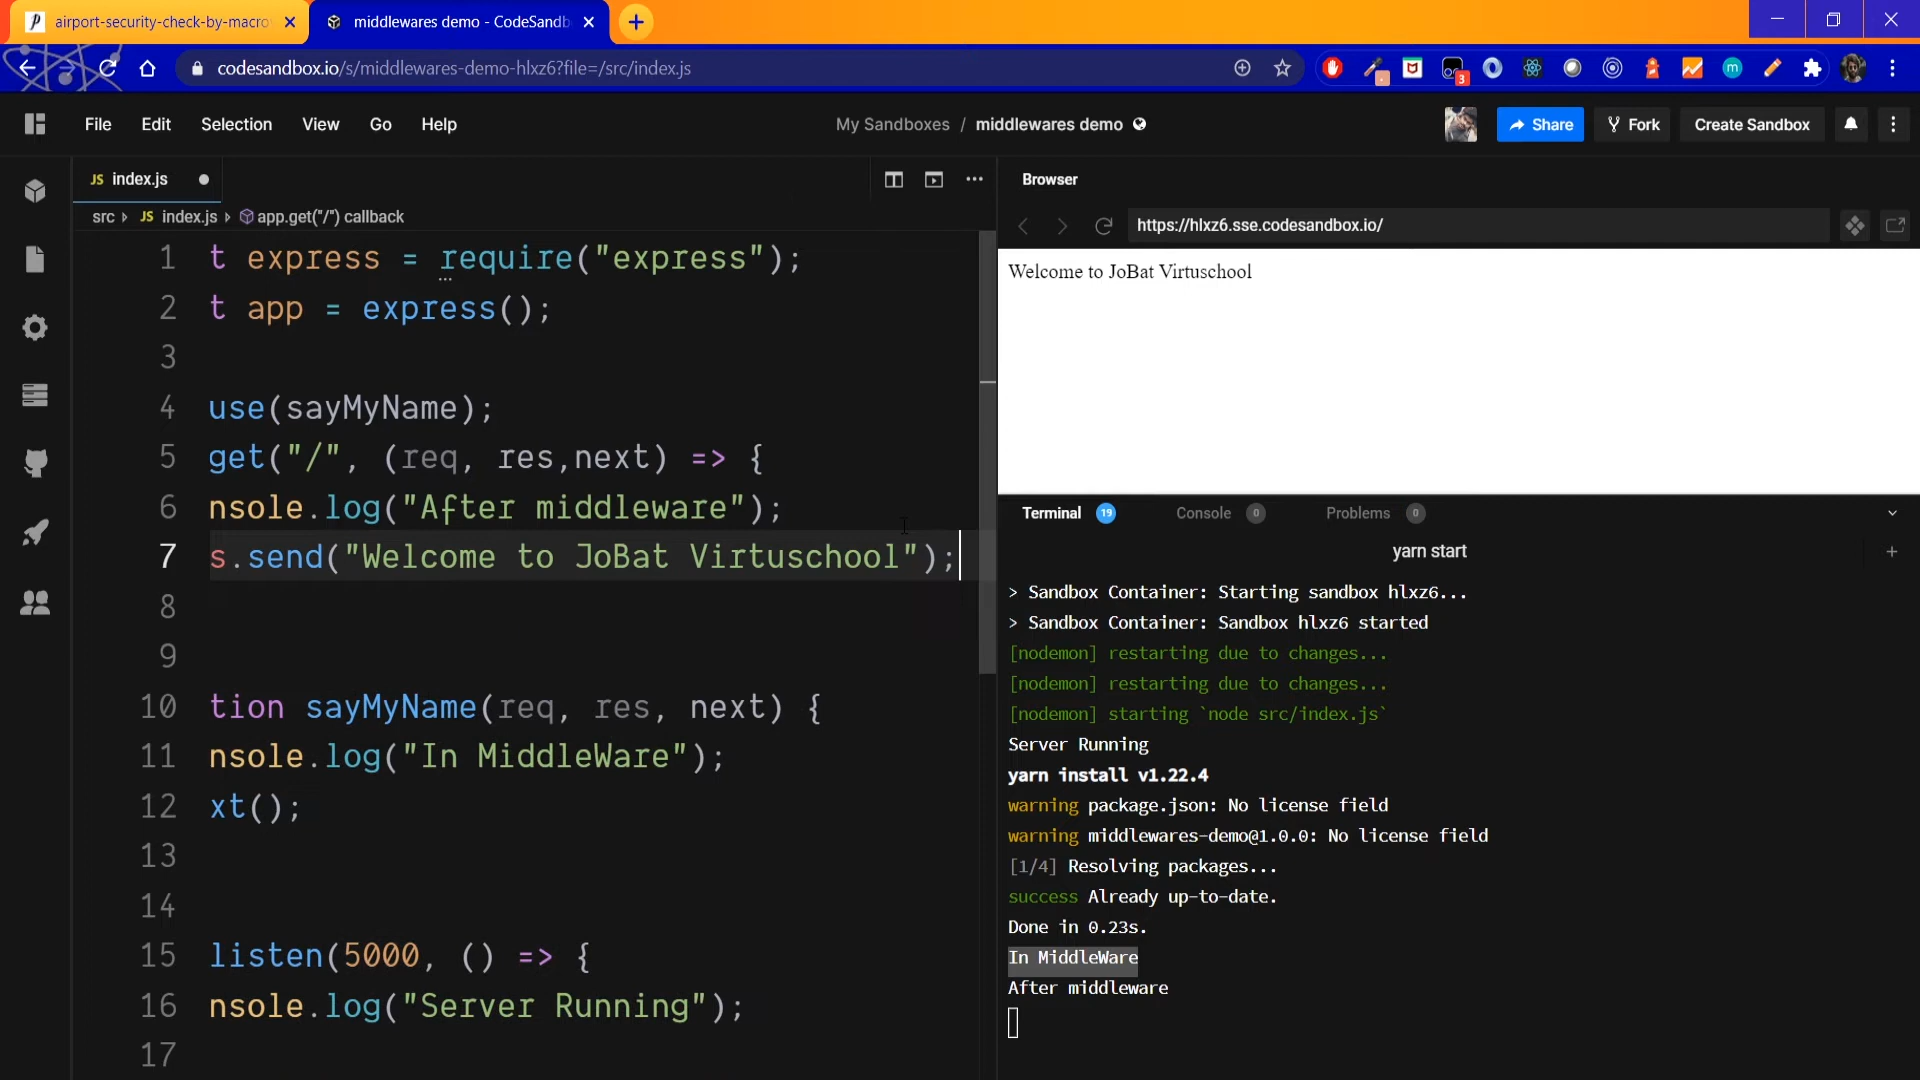 airport-security-check-by-macro
middlewares demo - CodeSandb
codesandbox.io/s/middlewares-demo-hlxz6?file=/src/index.js
3
m
File Edit Selection View Go Help
My Sandboxes / middlewares demo
Share
Fork
Create Sandbox
JS index.js
src JS index.js app.get("/") callback
1 t express = require("express");
2 t app = express();
3
4 use(sayMyName);
5 get("/", (req, res,next) => {
6 nsole.log("After middleware");
7 s.send("Welcome to JoBat Virtuschool");
8
9
10 tion sayMyName(req, res, next) {
11 nsole.log("In MiddleWare");
12 xt();
13
14
15 listen(5000, () => {
16 nsole.log("Server Running");
17
Browser
https://hlxz6.sse.codesandbox.io/
Welcome to JoBat Virtuschool
Terminal 19 Console 0 Problems 0
yarn start
> Sandbox Container: Starting sandbox hlxz6...
> Sandbox Container: Sandbox hlxz6 started
[nodemon] restarting due to changes...
[nodemon] restarting due to changes...
[nodemon] starting `node src/index.js`
Server Running
yarn install v1.22.4
warning package.json: No license field
warning middlewares-demo@1.0.0: No license field
[1/4] Resolving packages...
success Already up-to-date.
Done in 0.23s.
In MiddleWare
After middleware